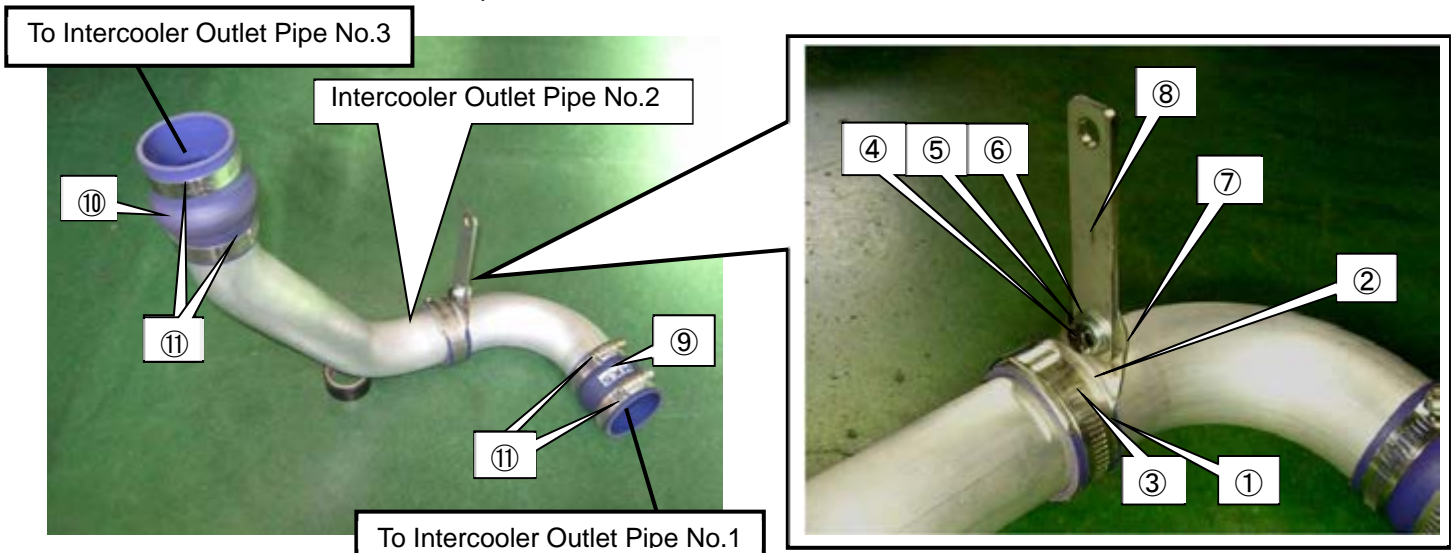 To Intercooler Outlet Pipe No.3
Intercooler Outlet Pipe No.2
⑩
⑪
⑨
⑪
To Intercooler Outlet Pipe No.1
⑧
④ ⑤ ⑥
⑦
②
③ ①